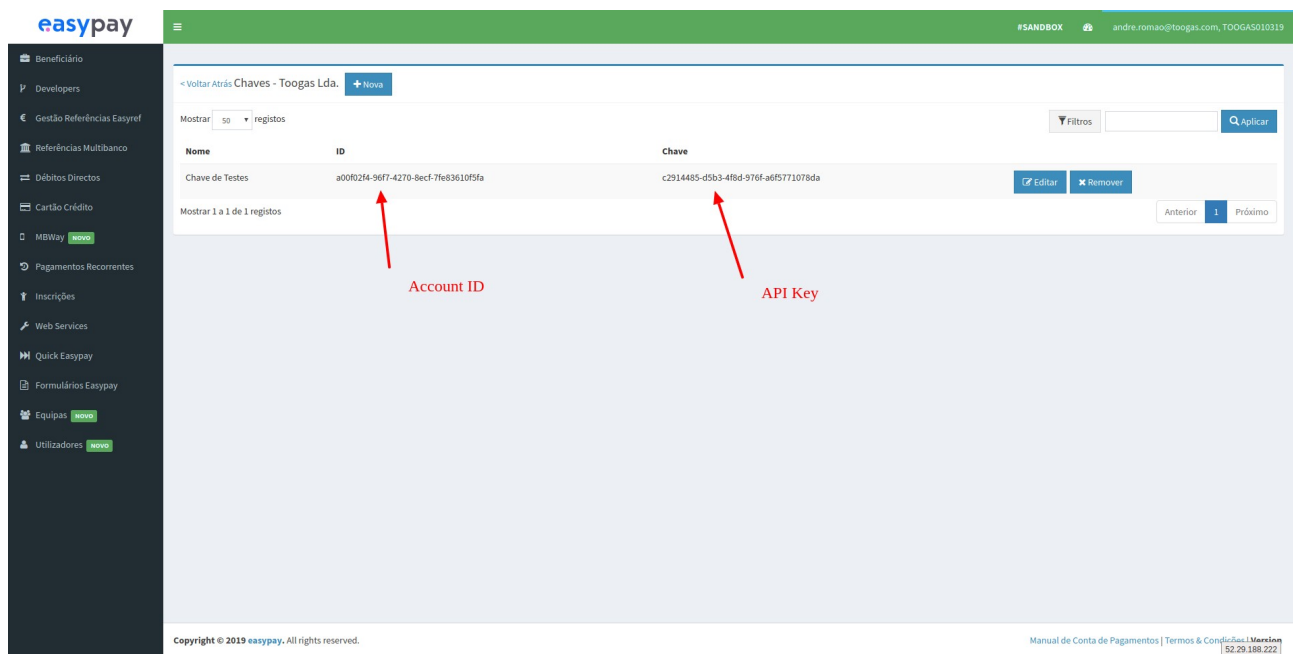 easypay
#SANDBOX andre.romao@toogas.com, TOOGAS010319
Beneficiário
Developers
Gestão Referências Easyref
Referências Multibanco
Débitos Directos
Cartão Crédito
MBWay NOVO
Pagamentos Recorrentes
Inscrições
Web Services
Quick Easypay
Formulários Easypay
Equipas NOVO
Utilizadores NOVO
< Voltar Atrás Chaves - Toogas Lda. + Nova
Mostrar 50 registos
Filtros Aplicar
Nome ID Chave
Chave de Testes a00f02f4-96f7-4270-8ecf-7fe83610f5fa c2914485-d5b3-4f8d-976f-a6f5771078da Editar Remover
Mostrar 1 a 1 de 1 registos
Anterior 1 Próximo
Account ID
API Key
Copyright © 2019 easypay. All rights reserved.
Manual de Conta de Pagamentos | Termos & Condições | Version
52.29.188.222